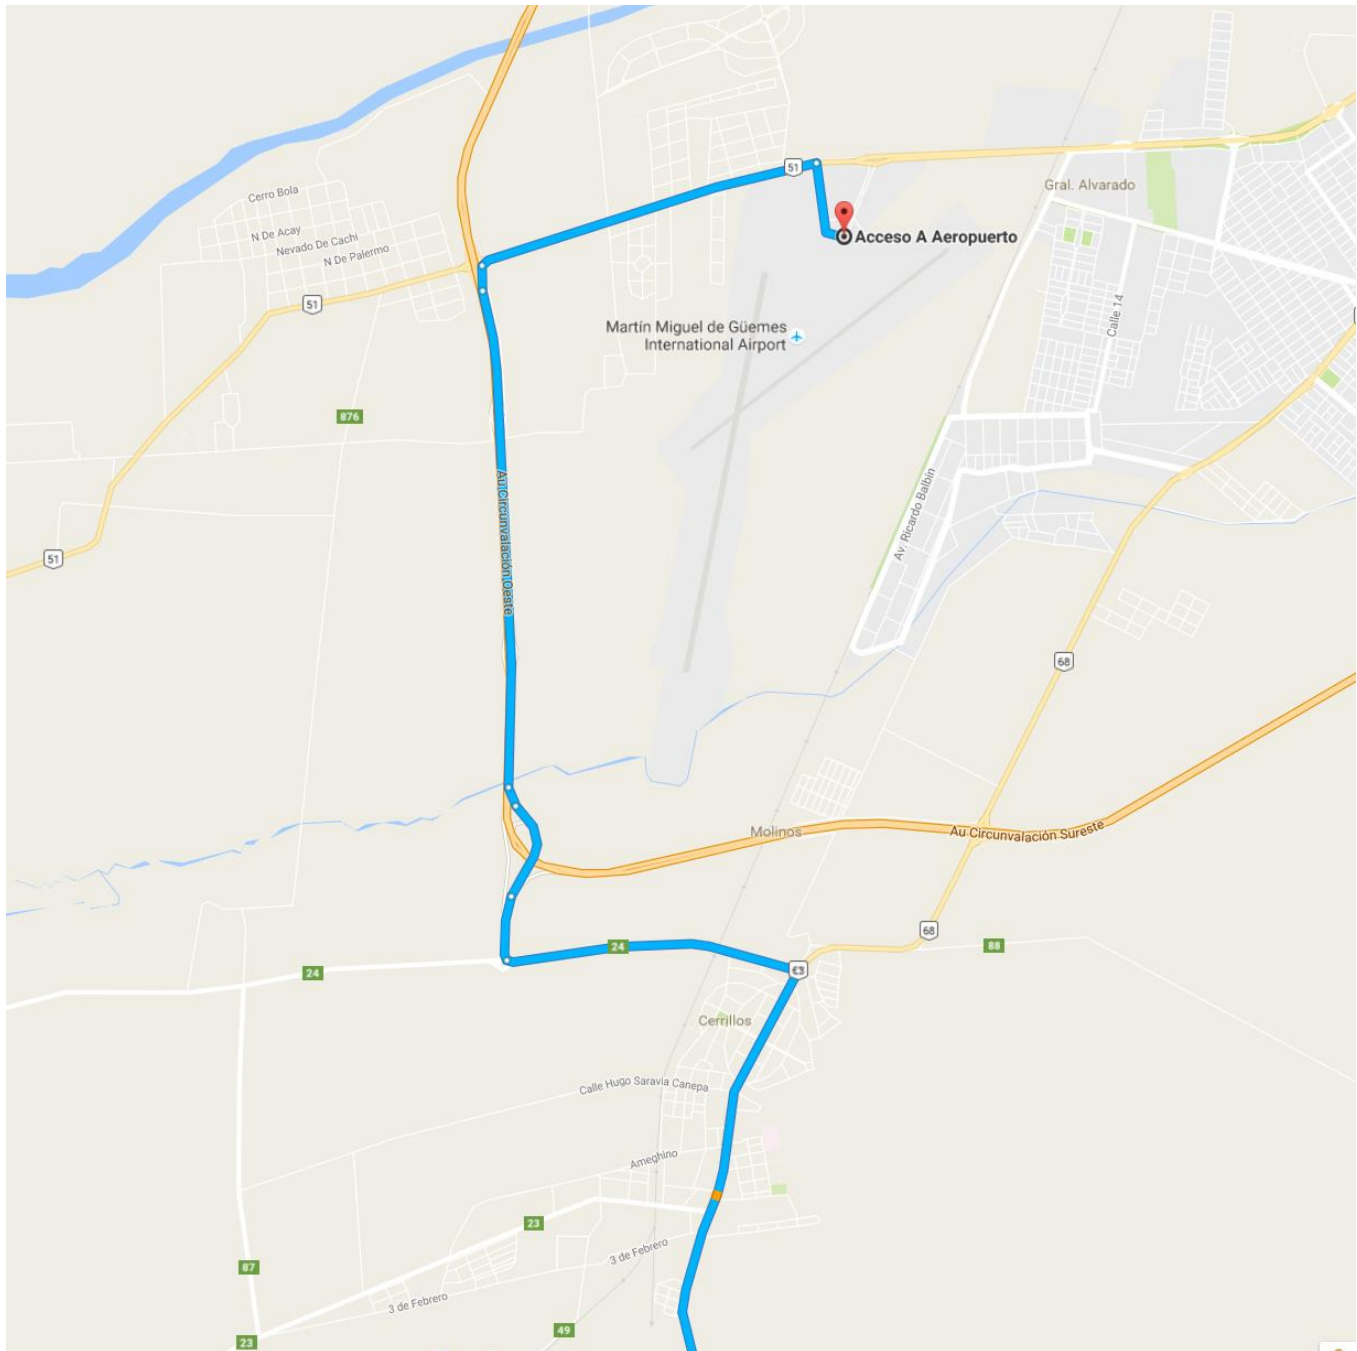 51
Gral. Alvarado
Cerro Bola
N De Acay
Nevado De Cachi
N De Palermo
Acceso A Aeropuerto
51
Calle 14
Martín Miguel de Güemes
International Airport
876
Au Circunvalación Oeste
Av. Ricardo Balbín
51
68
Molinos
Au Circunvalación Sureste
68
24
88
24
Cerrillos
Calle Hugo Saravia Canepa
Ameghino
23
3 de Febrero
87
3 de Febrero
49
23